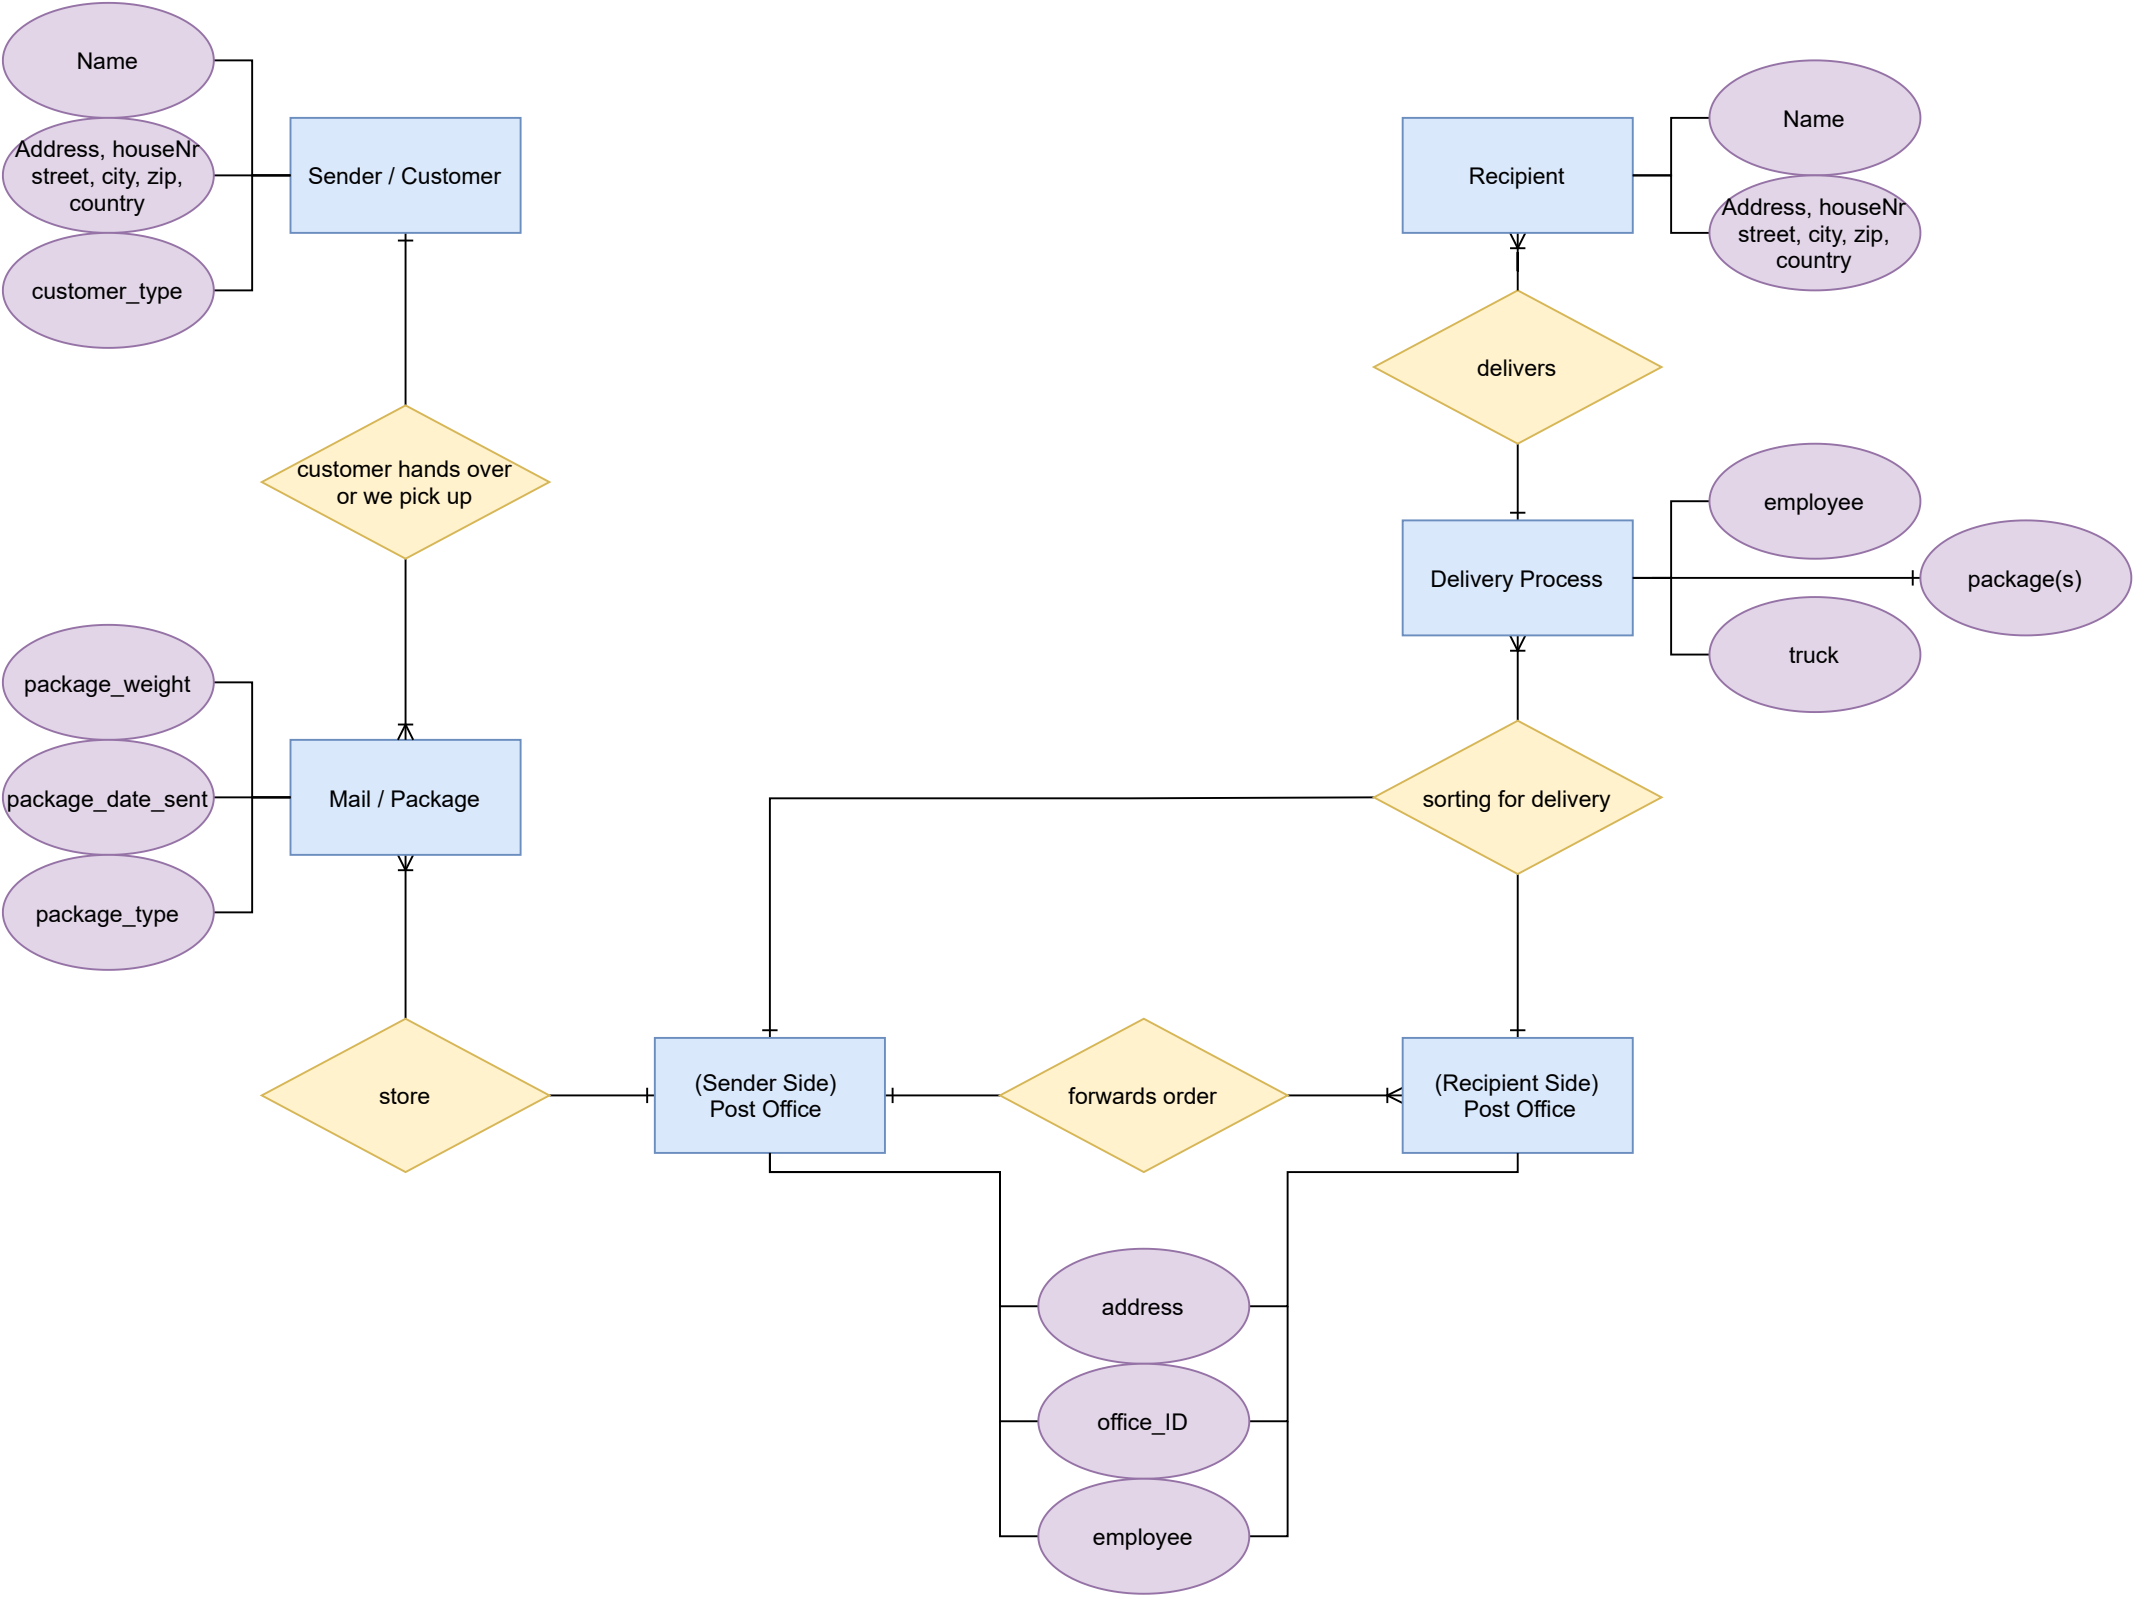 Name
Address, houseNr
street, city, zip,
country
customer_type
Sender / Customer
customer hands over
or we pick up
package_weight
package_date_sent
package_type
Mail / Package
store
(Sender Side)
Post Office
forwards order
(Recipient Side)
Post Office
address
office_ID
employee
sorting for delivery
Delivery Process
employee
package(s)
truck
delivers
Recipient
Name
Address, houseNr
street, city, zip,
country